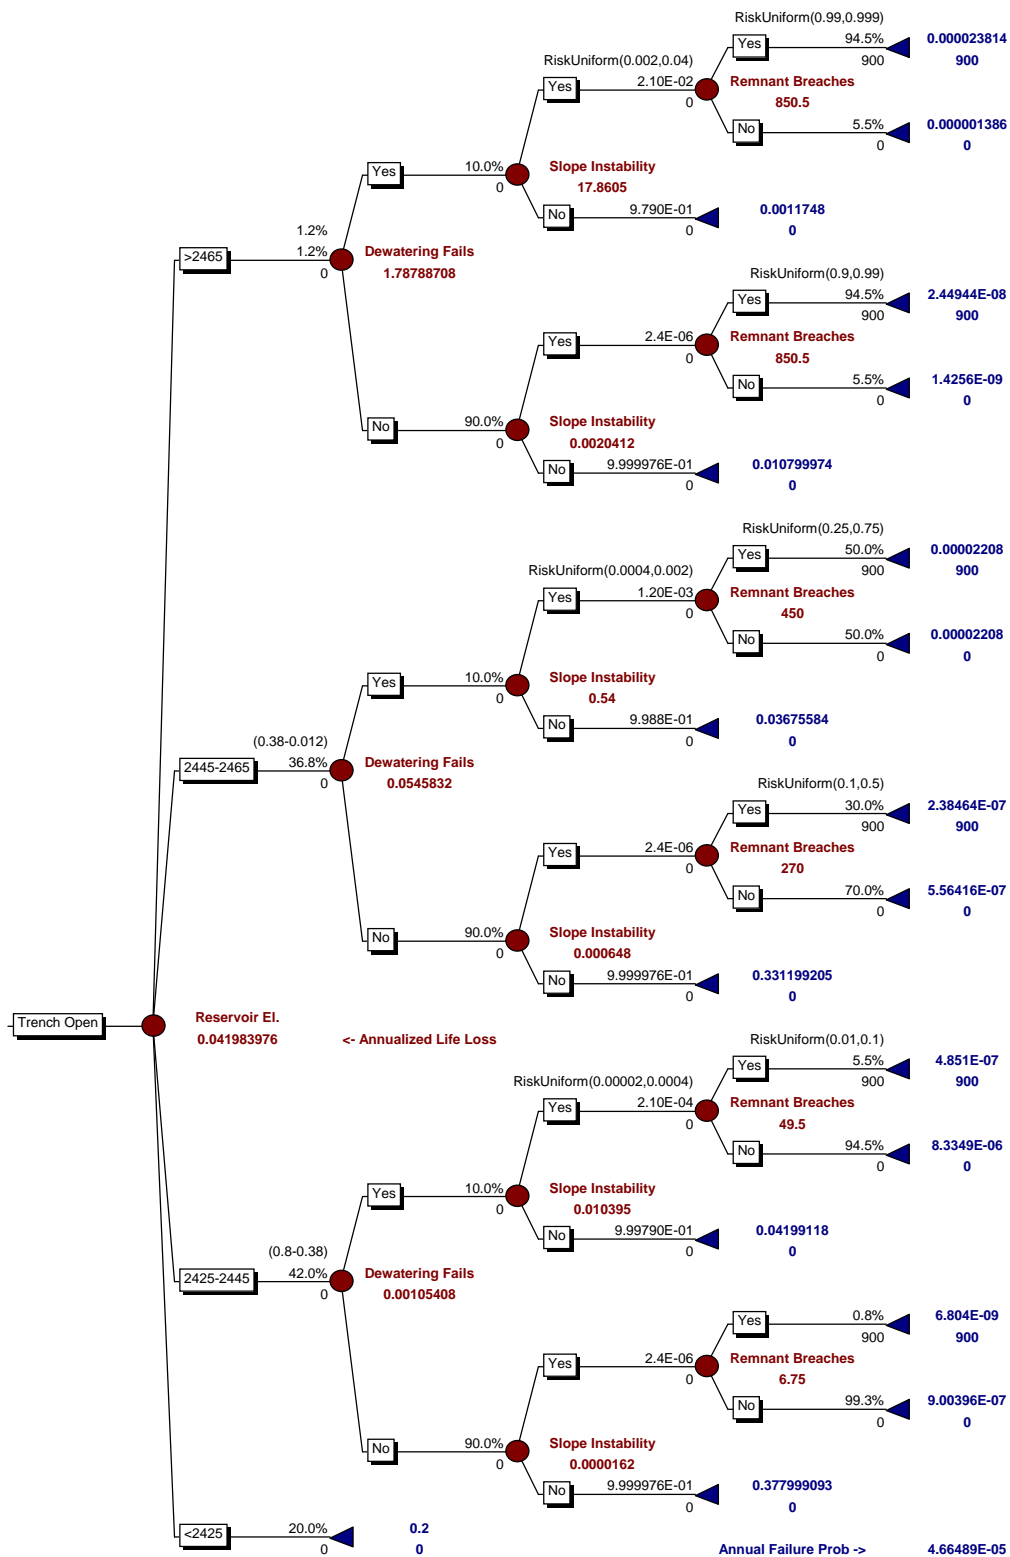 RiskUniform(0.99,0.999)
Yes 94.5% 0.000023814
900 900
RiskUniform(0.002,0.04)
Yes 2.10E-02 Remnant Breaches
0 850.5
No 5.5% 0.000001386
0 0
Yes 10.0% Slope Instability
0 17.8605
No 9.790E-01 0.0011748
0 0
1.2%
>2465 1.2% Dewatering Fails
0 1.78788708
RiskUniform(0.9,0.99)
Yes 94.5% 2.44944E-08
900 900
Yes 2.4E-06 Remnant Breaches
0 850.5
No 5.5% 1.4256E-09
0 0
No 90.0% Slope Instability
0 0.0020412
No 9.999976E-01 0.010799974
0 0
RiskUniform(0.25,0.75)
Yes 50.0% 0.00002208
900 900
RiskUniform(0.0004,0.002)
Yes 1.20E-03 Remnant Breaches
0 450
No 50.0% 0.00002208
0 0
Yes 10.0% Slope Instability
0 0.54
No 9.988E-01 0.03675584
0 0
(0.38-0.012)
2445-2465 36.8% Dewatering Fails
0 0.0545832
RiskUniform(0.1,0.5)
Yes 30.0% 2.38464E-07
900 900
Yes 2.4E-06 Remnant Breaches
0 270
No 70.0% 5.56416E-07
0 0
No 90.0% Slope Instability
0 0.000648
No 9.999976E-01 0.331199205
0 0
Trench Open Reservoir El.
0.041983976 <- Annualized Life Loss
RiskUniform(0.01,0.1)
Yes 5.5% 4.851E-07
900 900
RiskUniform(0.00002,0.0004)
Yes 2.10E-04 Remnant Breaches
0 49.5
No 94.5% 8.3349E-06
0 0
Yes 10.0% Slope Instability
0 0.010395
No 9.99790E-01 0.04199118
0 0
(0.8-0.38)
2425-2445 42.0% Dewatering Fails
0 0.00105408
Yes 0.8% 6.804E-09
900 900
Yes 2.4E-06 Remnant Breaches
0 6.75
No 99.3% 9.00396E-07
0 0
No 90.0% Slope Instability
0 0.0000162
No 9.999976E-01 0.377999093
0 0
<2425 20.0% 0.2
0 0
Annual Failure Prob -> 4.66489E-05